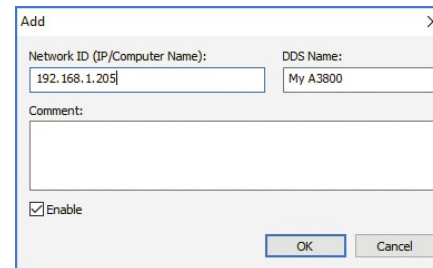 Add
Network ID (IP/Computer Name): DDS Name:
192.168.1.205 My A3800
Comment:
Enable
OK Cancel